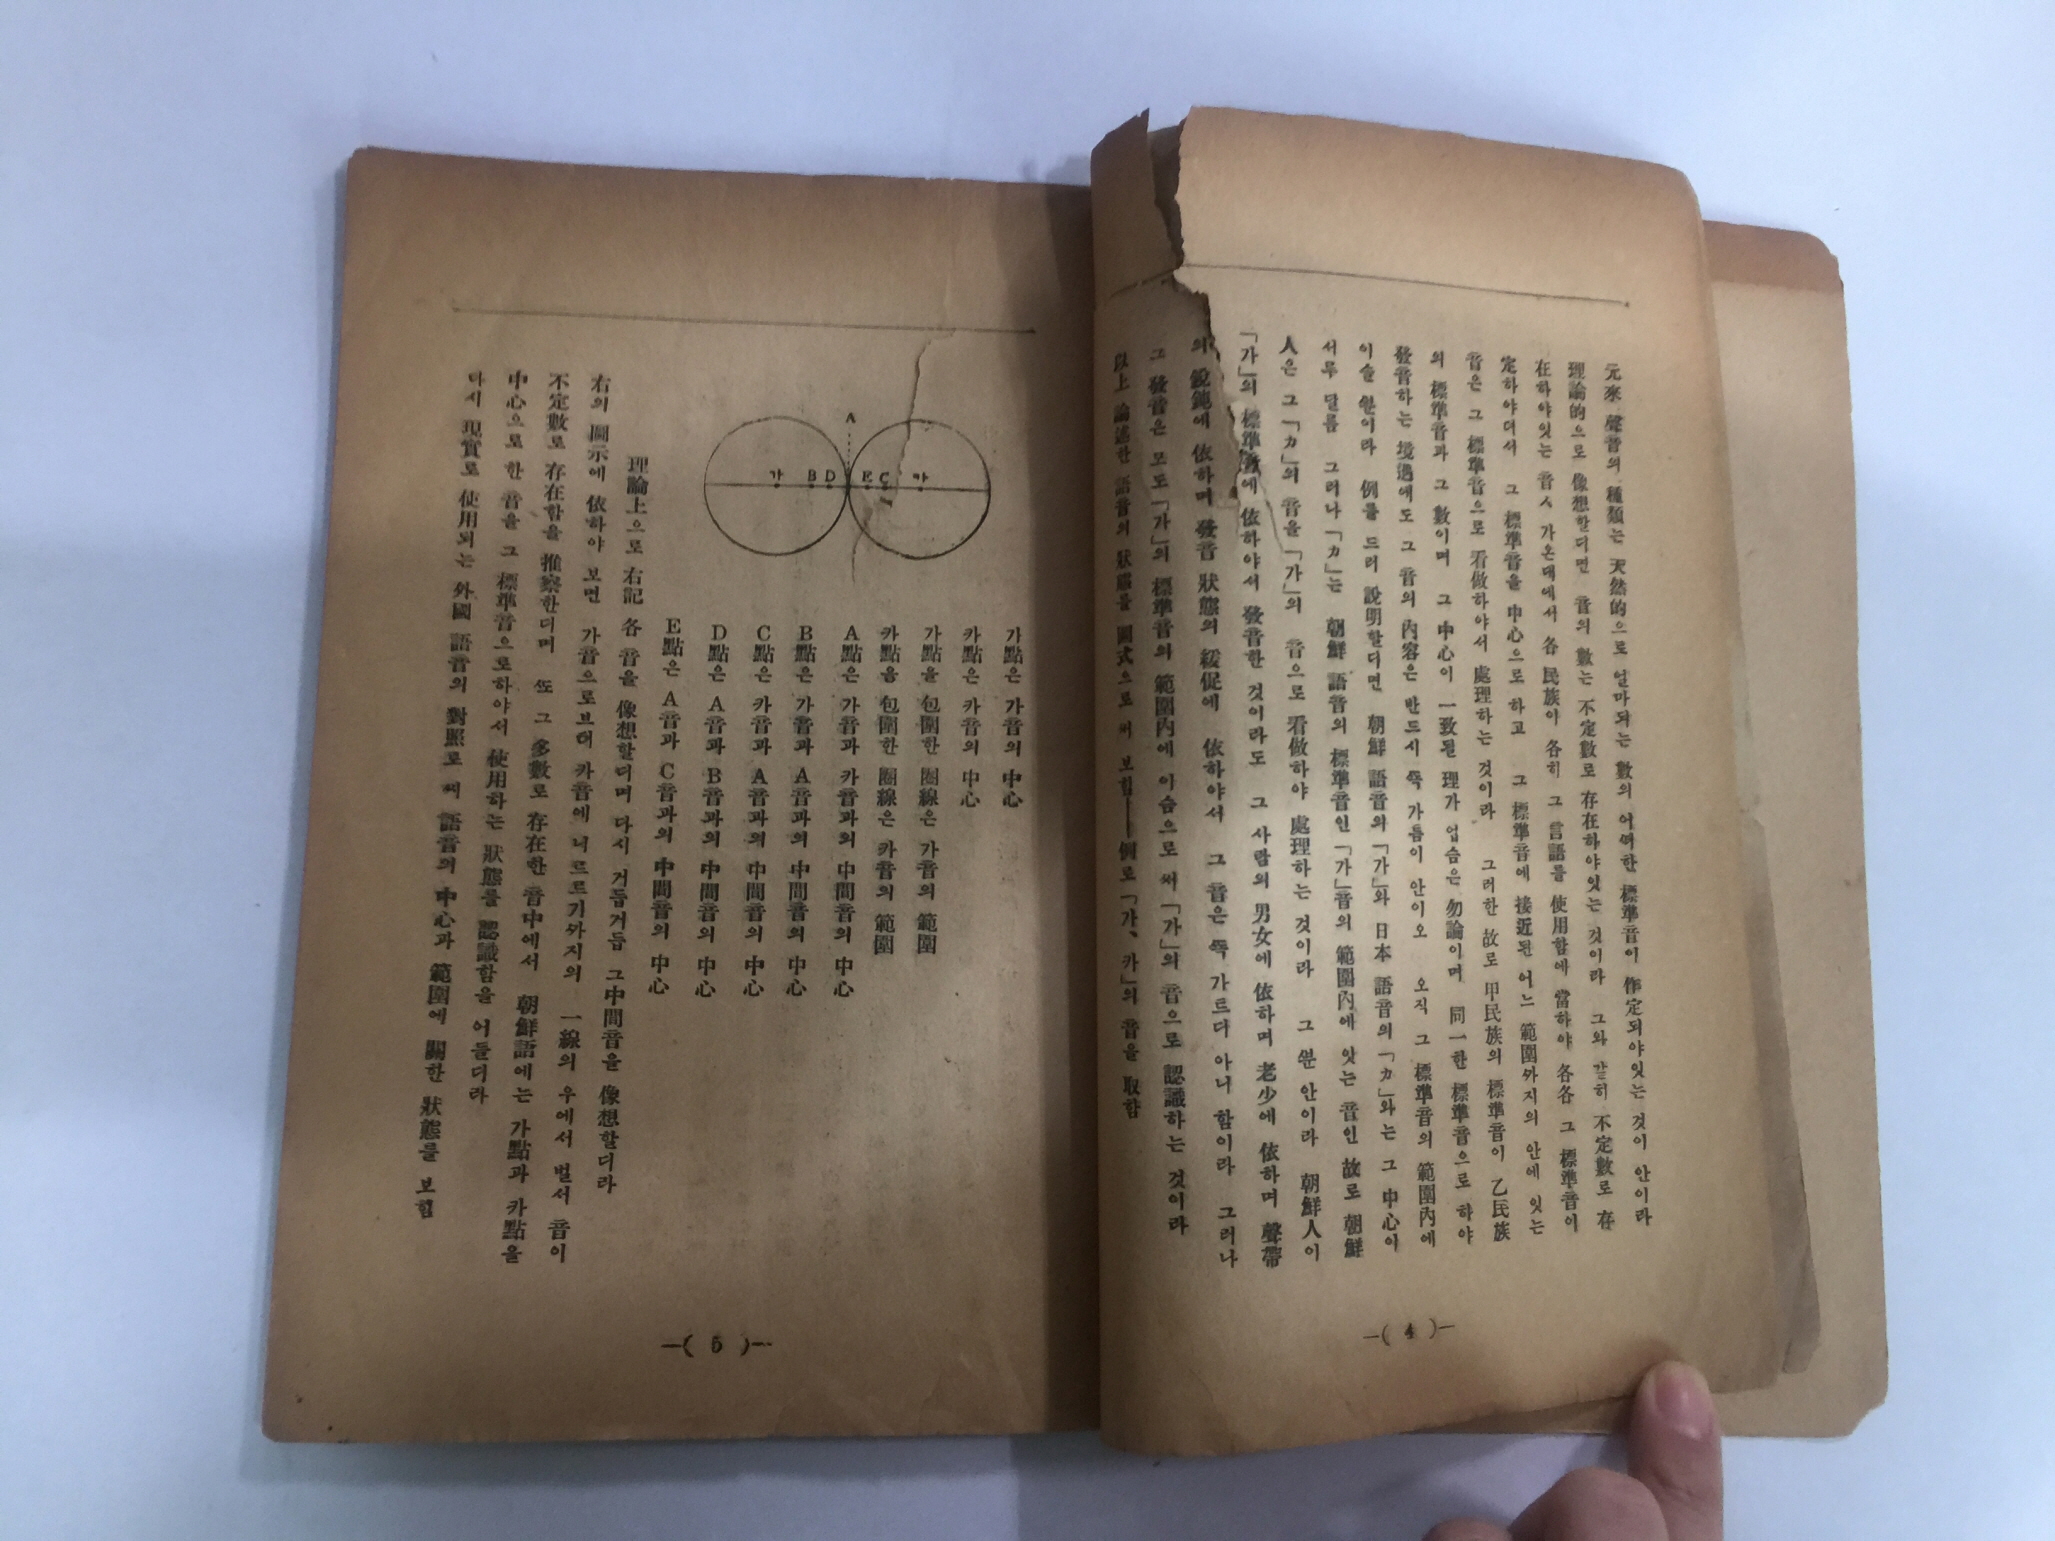 元來 聲音의 種類는 天然的으로 얼마되는 數의 어떠한 標準音이 作定되야잇는 것이 안이라
理論的으로 像想할디면 音의 數는 不定數로 存在하야잇는 것이라 그와 갇히 不定數로 存
在하야잇는 音ㅅ 가온대에서 各 民族이 各히 그 言語를 使用함에 當하야 各各 그 標準音이
定하야뎌서 그 標準音을 中心으로 하고 그 標準音에 接近된 어느 範圍ᄭᅡ지의 안에 잇는
音은 그 標準音으로 看做하야서 處理하는 것이라 그러한 故로 甲民族의 標準音이 乙民族
의 標準音과 그 數이며 그 中心이 一致될 理가 업슴은 勿論이며 同一한 標準音으로 하야
發音하는 境遇에도 그 音의 內容은 반드시 ᄯᅩᆨ 가틈이 안이오 오직 그 標準音의 範圍內에
이슬 ᄲᅮᆫ이라 例를 드러 說明할디면 朝鮮 語音의 「가」와 日本 語音의 「カ」와는 그 中心이
서루 달름 그러나 「カ」는 朝鮮 語音의 標準音인 「가」音의 範圍內에 잇는 音인 故로 朝鮮
人은 그 「カ」의 音을 「가」의 音으로 看做하야 處理하는 것이라 그 ᄲᅮᆫ 안이라 朝鮮人이
「가」의 標準音에 依하야서 發音한 것이라도 그 사람의 男女에 依하며 老少에 依하며 聲帶
의 銳鈍에 依하며 發音 狀態의 緩促에 依하야서 그 音은 ᄯᅩᆨ 가트디 아니 함이라 그러나
그 發音은 모도 「가」의 標準音의 範圍內에 이슴으로 ᄡᅥ 「가」의 音으로 認識하는 것이라
以上 論述한 語音의 狀態를 圖式으로 ᄡᅥ 보힘──例로 「가、카」의 音을 取함
—( 4 )—
A
가 B D E C 카
가點은 가音의 中心
카點은 카音의 中心
가點을 包圍한 圈線은 가音의 範圍
카點을 包圍한 圈線은 카音의 範圍
A點은 가音과 카音과의 中間音의 中心
B點은 가音과 A音과의 中間音의 中心
C點은 카音과 A音과의 中間音의 中心
D點은 A音과 B音과의 中間音의 中心
E點은 A音과 C音과의 中間音의 中心
理論上으로 右記 各 音을 像想할디며 다시 거듭거듭 그 中間音을 像想할디라
右의 圖示에 依하야 보면 가音으로브터 카音에 니르르기ᄭᅡ지의 一線의 우에서 벌서 音이
不定數로 存在함을 推察한디며 ᄯᅩ 그 多數로 存在한 音中에서 朝鮮語에는 가點과 카點을
中心으로 한 音을 그 標準音으로하야서 使用하는 狀態를 認識함을 어들디라
다시 現實로 使用되는 外國 語音의 對照로 ᄡᅥ 語音의 中心과 範圍에 關한 狀態를 보힘
—( 5 )—